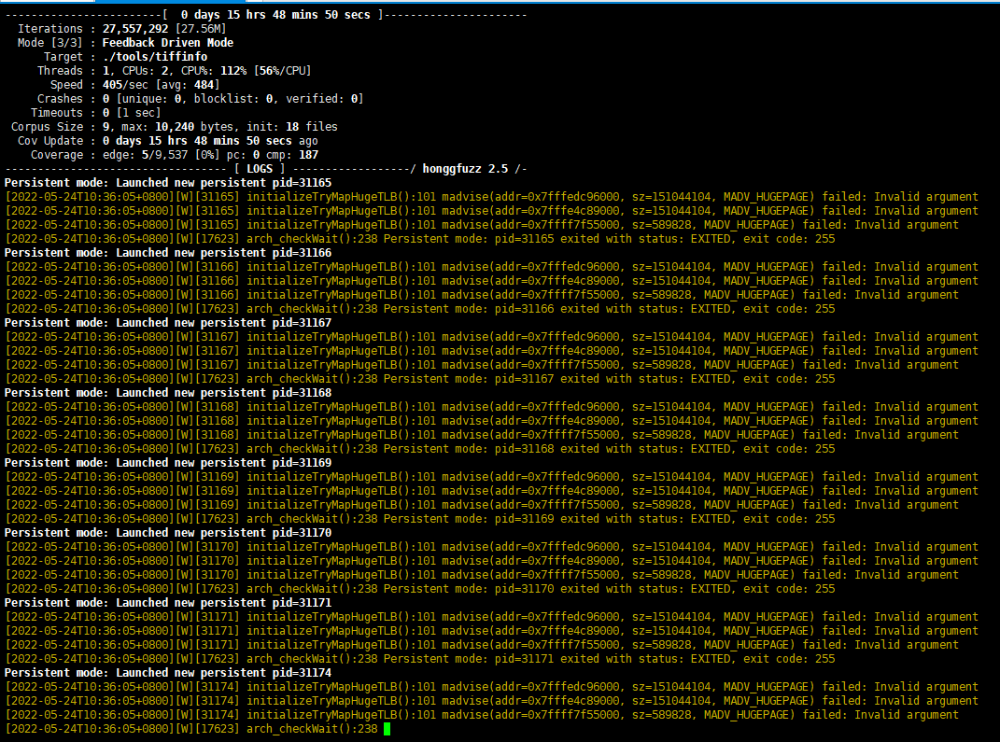 ------------------------[  0 days 15 hrs 48 mins 50 secs ]----------------------
  Iterations : 27,557,292 [27.56M]
  Mode [3/3] : Feedback Driven Mode
      Target : ./tools/tiffinfo
     Threads : 1, CPUs: 2, CPU%: 112% [56%/CPU]
       Speed : 405/sec [avg: 484]
     Crashes : 0 [unique: 0, blocklist: 0, verified: 0]
    Timeouts : 0 [1 sec]
 Corpus Size : 9, max: 10,240 bytes, init: 18 files
  Cov Update : 0 days 15 hrs 48 mins 50 secs ago
    Coverage : edge: 5/9,537 [0%] pc: 0 cmp: 187
---------------------------------- [ LOGS ] ------------------/ honggfuzz 2.5 /-
Persistent mode: Launched new persistent pid=31165
[2022-05-24T10:36:05+0800][W][31165] initializeTryMapHugeTLB():101 madvise(addr=0x7fffedc96000, sz=151044104, MADV_HUGEPAGE) failed: Invalid argument
[2022-05-24T10:36:05+0800][W][31165] initializeTryMapHugeTLB():101 madvise(addr=0x7fffe4c89000, sz=151044104, MADV_HUGEPAGE) failed: Invalid argument
[2022-05-24T10:36:05+0800][W][31165] initializeTryMapHugeTLB():101 madvise(addr=0x7ffff7f55000, sz=589828, MADV_HUGEPAGE) failed: Invalid argument
[2022-05-24T10:36:05+0800][W][17623] arch_checkWait():238 Persistent mode: pid=31165 exited with status: EXITED, exit code: 255
Persistent mode: Launched new persistent pid=31166
[2022-05-24T10:36:05+0800][W][31166] initializeTryMapHugeTLB():101 madvise(addr=0x7fffedc96000, sz=151044104, MADV_HUGEPAGE) failed: Invalid argument
[2022-05-24T10:36:05+0800][W][31166] initializeTryMapHugeTLB():101 madvise(addr=0x7fffe4c89000, sz=151044104, MADV_HUGEPAGE) failed: Invalid argument
[2022-05-24T10:36:05+0800][W][31166] initializeTryMapHugeTLB():101 madvise(addr=0x7ffff7f55000, sz=589828, MADV_HUGEPAGE) failed: Invalid argument
[2022-05-24T10:36:05+0800][W][17623] arch_checkWait():238 Persistent mode: pid=31166 exited with status: EXITED, exit code: 255
Persistent mode: Launched new persistent pid=31167
[2022-05-24T10:36:05+0800][W][31167] initializeTryMapHugeTLB():101 madvise(addr=0x7fffedc96000, sz=151044104, MADV_HUGEPAGE) failed: Invalid argument
[2022-05-24T10:36:05+0800][W][31167] initializeTryMapHugeTLB():101 madvise(addr=0x7fffe4c89000, sz=151044104, MADV_HUGEPAGE) failed: Invalid argument
[2022-05-24T10:36:05+0800][W][31167] initializeTryMapHugeTLB():101 madvise(addr=0x7ffff7f55000, sz=589828, MADV_HUGEPAGE) failed: Invalid argument
[2022-05-24T10:36:05+0800][W][17623] arch_checkWait():238 Persistent mode: pid=31167 exited with status: EXITED, exit code: 255
Persistent mode: Launched new persistent pid=31168
[2022-05-24T10:36:05+0800][W][31168] initializeTryMapHugeTLB():101 madvise(addr=0x7fffedc96000, sz=151044104, MADV_HUGEPAGE) failed: Invalid argument
[2022-05-24T10:36:05+0800][W][31168] initializeTryMapHugeTLB():101 madvise(addr=0x7fffe4c89000, sz=151044104, MADV_HUGEPAGE) failed: Invalid argument
[2022-05-24T10:36:05+0800][W][31168] initializeTryMapHugeTLB():101 madvise(addr=0x7ffff7f55000, sz=589828, MADV_HUGEPAGE) failed: Invalid argument
[2022-05-24T10:36:05+0800][W][17623] arch_checkWait():238 Persistent mode: pid=31168 exited with status: EXITED, exit code: 255
Persistent mode: Launched new persistent pid=31169
[2022-05-24T10:36:05+0800][W][31169] initializeTryMapHugeTLB():101 madvise(addr=0x7fffedc96000, sz=151044104, MADV_HUGEPAGE) failed: Invalid argument
[2022-05-24T10:36:05+0800][W][31169] initializeTryMapHugeTLB():101 madvise(addr=0x7fffe4c89000, sz=151044104, MADV_HUGEPAGE) failed: Invalid argument
[2022-05-24T10:36:05+0800][W][31169] initializeTryMapHugeTLB():101 madvise(addr=0x7ffff7f55000, sz=589828, MADV_HUGEPAGE) failed: Invalid argument
[2022-05-24T10:36:05+0800][W][17623] arch_checkWait():238 Persistent mode: pid=31169 exited with status: EXITED, exit code: 255
Persistent mode: Launched new persistent pid=31170
[2022-05-24T10:36:05+0800][W][31170] initializeTryMapHugeTLB():101 madvise(addr=0x7fffedc96000, sz=151044104, MADV_HUGEPAGE) failed: Invalid argument
[2022-05-24T10:36:05+0800][W][31170] initializeTryMapHugeTLB():101 madvise(addr=0x7fffe4c89000, sz=151044104, MADV_HUGEPAGE) failed: Invalid argument
[2022-05-24T10:36:05+0800][W][31170] initializeTryMapHugeTLB():101 madvise(addr=0x7ffff7f55000, sz=589828, MADV_HUGEPAGE) failed: Invalid argument
[2022-05-24T10:36:05+0800][W][17623] arch_checkWait():238 Persistent mode: pid=31170 exited with status: EXITED, exit code: 255
Persistent mode: Launched new persistent pid=31171
[2022-05-24T10:36:05+0800][W][31171] initializeTryMapHugeTLB():101 madvise(addr=0x7fffedc96000, sz=151044104, MADV_HUGEPAGE) failed: Invalid argument
[2022-05-24T10:36:05+0800][W][31171] initializeTryMapHugeTLB():101 madvise(addr=0x7fffe4c89000, sz=151044104, MADV_HUGEPAGE) failed: Invalid argument
[2022-05-24T10:36:05+0800][W][31171] initializeTryMapHugeTLB():101 madvise(addr=0x7ffff7f55000, sz=589828, MADV_HUGEPAGE) failed: Invalid argument
[2022-05-24T10:36:05+0800][W][17623] arch_checkWait():238 Persistent mode: pid=31171 exited with status: EXITED, exit code: 255
Persistent mode: Launched new persistent pid=31174
[2022-05-24T10:36:05+0800][W][31174] initializeTryMapHugeTLB():101 madvise(addr=0x7fffedc96000, sz=151044104, MADV_HUGEPAGE) failed: Invalid argument
[2022-05-24T10:36:05+0800][W][31174] initializeTryMapHugeTLB():101 madvise(addr=0x7fffe4c89000, sz=151044104, MADV_HUGEPAGE) failed: Invalid argument
[2022-05-24T10:36:05+0800][W][31174] initializeTryMapHugeTLB():101 madvise(addr=0x7ffff7f55000, sz=589828, MADV_HUGEPAGE) failed: Invalid argument
[2022-05-24T10:36:05+0800][W][17623] arch_checkWait():238